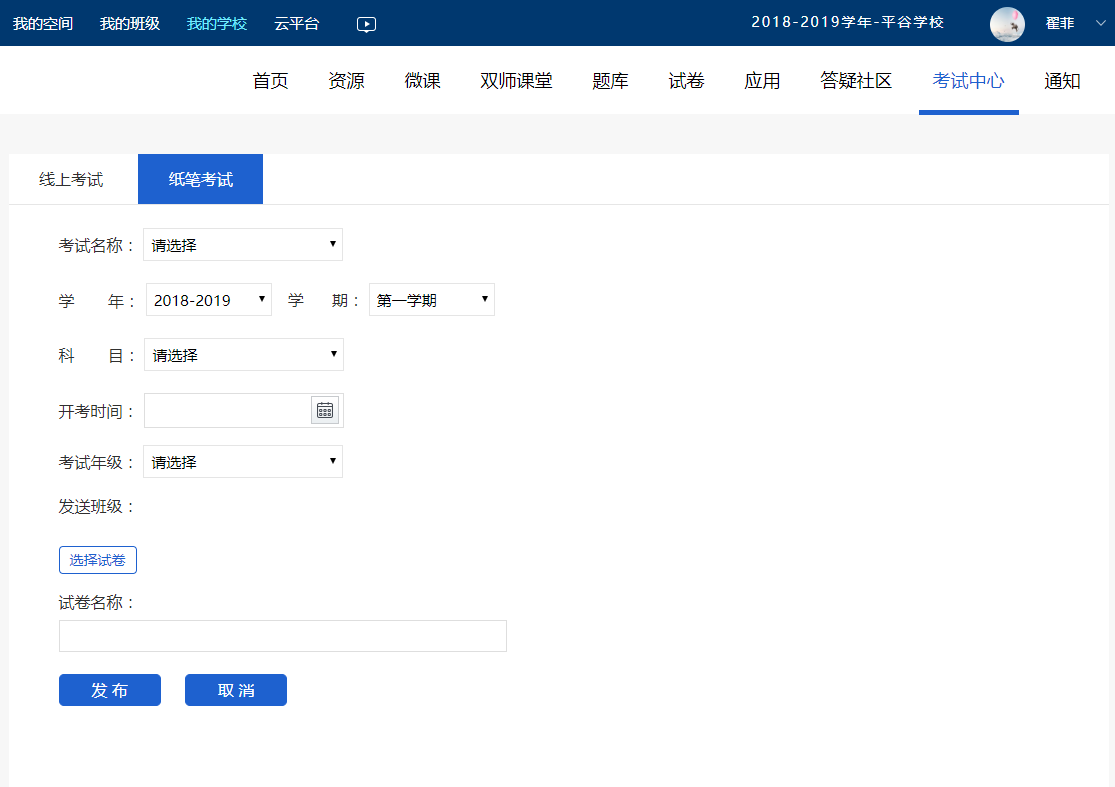 我的空间 我的班级 我的学校 云平台 2018-2019学年-平谷学校 翟菲
首页 资源 微课 双师课堂 题库 试卷 应用 答疑社区 考试中心 通知
线上考试 纸笔考试
考试名称： 请选择
学 年： 2018-2019 学 期： 第一学期
科 目： 请选择
开考时间：
考试年级： 请选择
发送班级：
选择试卷
试卷名称：
发 布 取 消